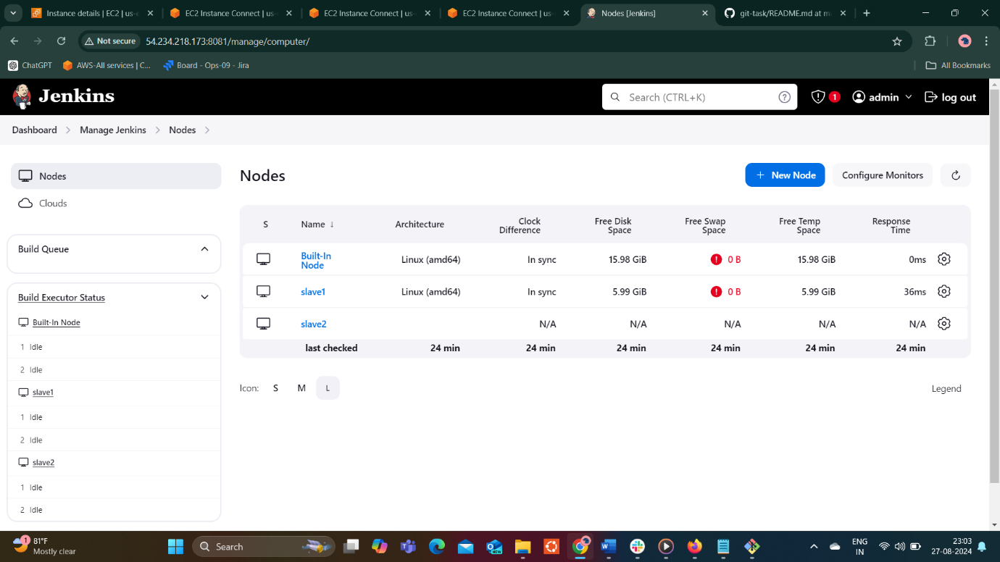 Instance details | EC2 | us-e
EC2 Instance Connect | us-
EC2 Instance Connect | us-
EC2 Instance Connect | us-
Nodes [Jenkins]
git-task/README.md at m
Not secure
54.234.218.173:8081/manage/computer/
ChatGPT
AWS-All services | C...
Board - Ops-09 - Jira
All Bookmarks
Jenkins
Search (CTRL+K)
?
1
admin
log out
Dashboard
Manage Jenkins
Nodes
Nodes
Clouds
Build Queue
Build Executor Status
Built-In Node
1 Idle
2 Idle
slave1
1 Idle
2 Idle
slave2
1 Idle
2 Idle
Nodes
+ New Node
Configure Monitors
S Name ↓ Architecture Clock Difference Free Disk Space Free Swap Space Free Temp Space Response Time
Built-In Node Linux (amd64) In sync 15.98 GiB ! 0 B 15.98 GiB 0ms
slave1 Linux (amd64) In sync 5.99 GiB ! 0 B 5.99 GiB 36ms
slave2 N/A N/A N/A N/A N/A
last checked 24 min 24 min 24 min 24 min 24 min 24 min
Icon: S M L
Legend
1
81°F
Mostly clear
Search
NEW
ENG
IN
23:03
27-08-2024